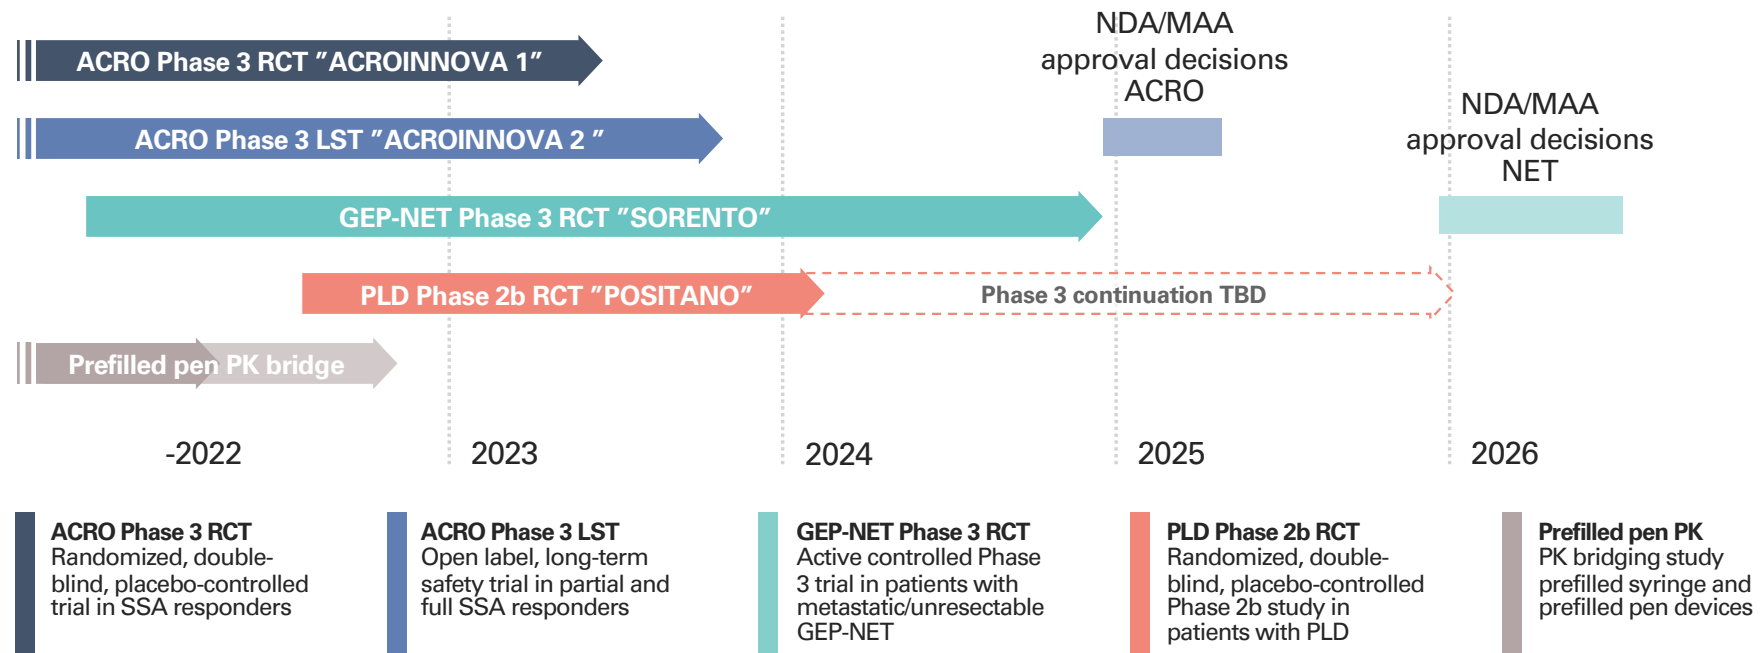 NDA/MAA
approval decisions
ACRO
ACRO Phase 3 RCT ”ACROINNOVA 1”
NDA/MAA
approval decisions
NET
ACRO Phase 3 LST ”ACROINNOVA 2 ”
GEP-NET Phase 3 RCT ”SORENTO”
PLD Phase 2b RCT ”POSITANO”
Phase 3 continuation TBD
Prefilled pen PK bridge
-2022
2023
2024
2025
2026
ACRO Phase 3 RCT
Randomized, double-
blind, placebo-controlled
trial in SSA responders
ACRO Phase 3 LST
Open label, long-term
safety trial in partial and
full SSA responders
GEP-NET Phase 3 RCT
Active controlled Phase
3 trial in patients with
metastatic/unresectable
GEP-NET
PLD Phase 2b RCT
Randomized, double-
blind, placebo-controlled
Phase 2b study in
patients with PLD
Prefilled pen PK
PK bridging study
prefilled syringe and
prefilled pen devices